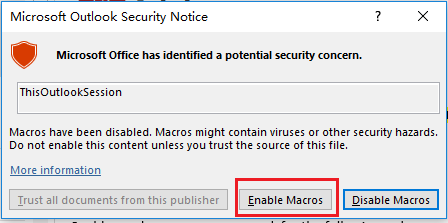 Microsoft Outlook Security Notice
Microsoft Office has identified a potential security concern.
ThisOutlookSession
Macros have been disabled. Macros might contain viruses or other security hazards.
Do not enable this content unless you trust the source of this file.
More information
Trust all documents from this publisher
Enable Macros
Disable Macros